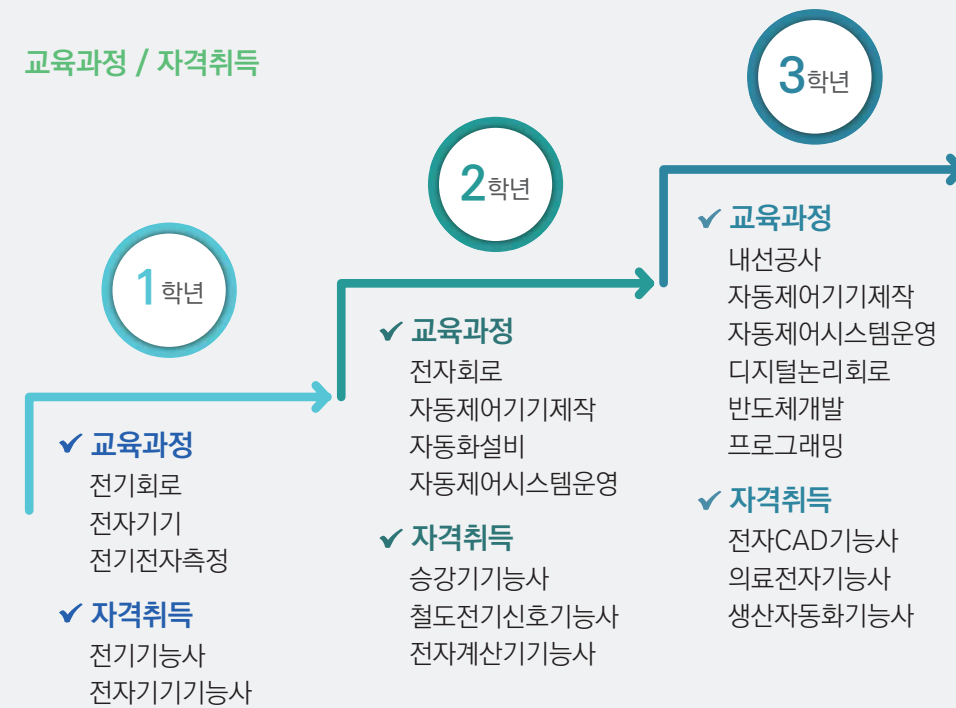 교육과정 / 자격취득
1학년
교육과정
전기회로
전자기기
전기전자측정
자격취득
전기기능사
전자기기기능사
2학년
교육과정
전자회로
자동제어기기제작
자동화설비
자동제어시스템운영
자격취득
승강기기능사
철도전기신호기능사
전자계산기기능사
3학년
교육과정
내선공사
자동제어기기제작
자동제어시스템운영
디지털논리회로
반도체개발
프로그래밍
자격취득
전자CAD기능사
의료전자기능사
생산자동화기능사